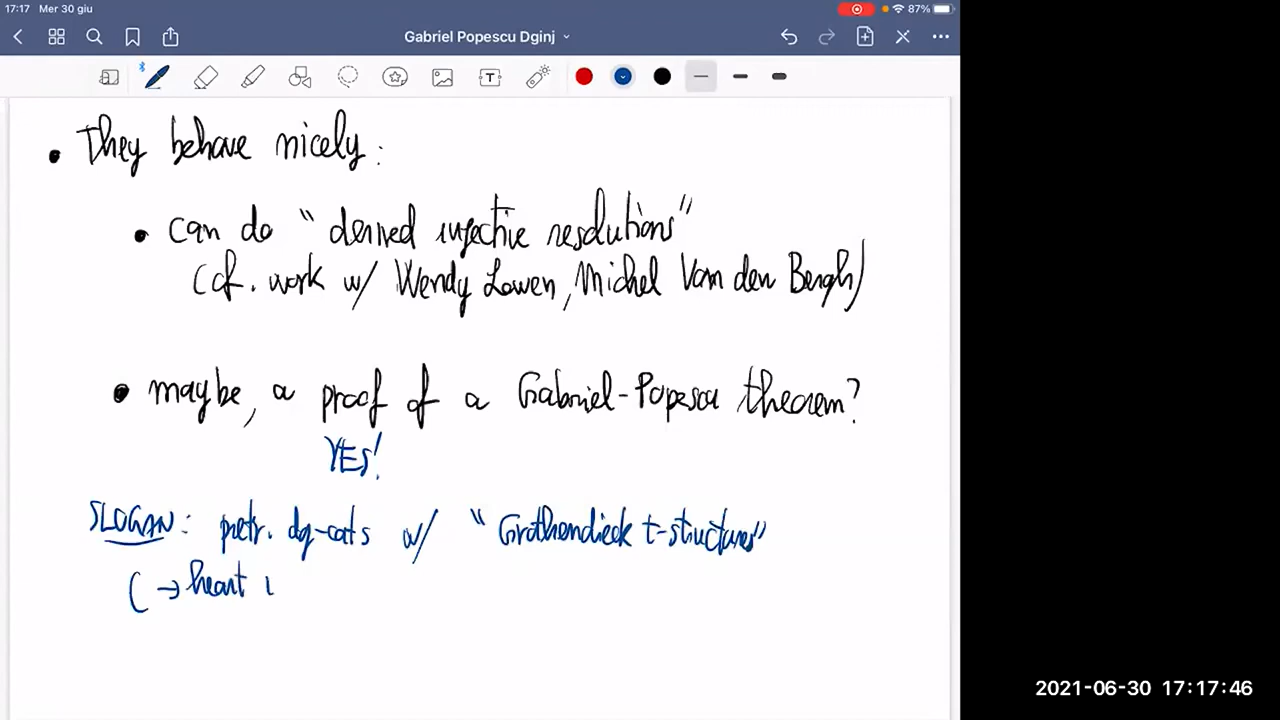 17:17 Mer 30 giu
87%
Gabriel Popescu Dginj
• They behave nicely:
• can do "derived injective resolutions"
(cf. work w/ Wendy Lowen, Michel Van den Bergh)
• maybe, a proof of a Gabriel-Popescu theorem?
YES!
SLOGAN: pretr. dg-cats w/ "Grothendieck t-structures"
( → heart i
2021-06-30 17:17:46